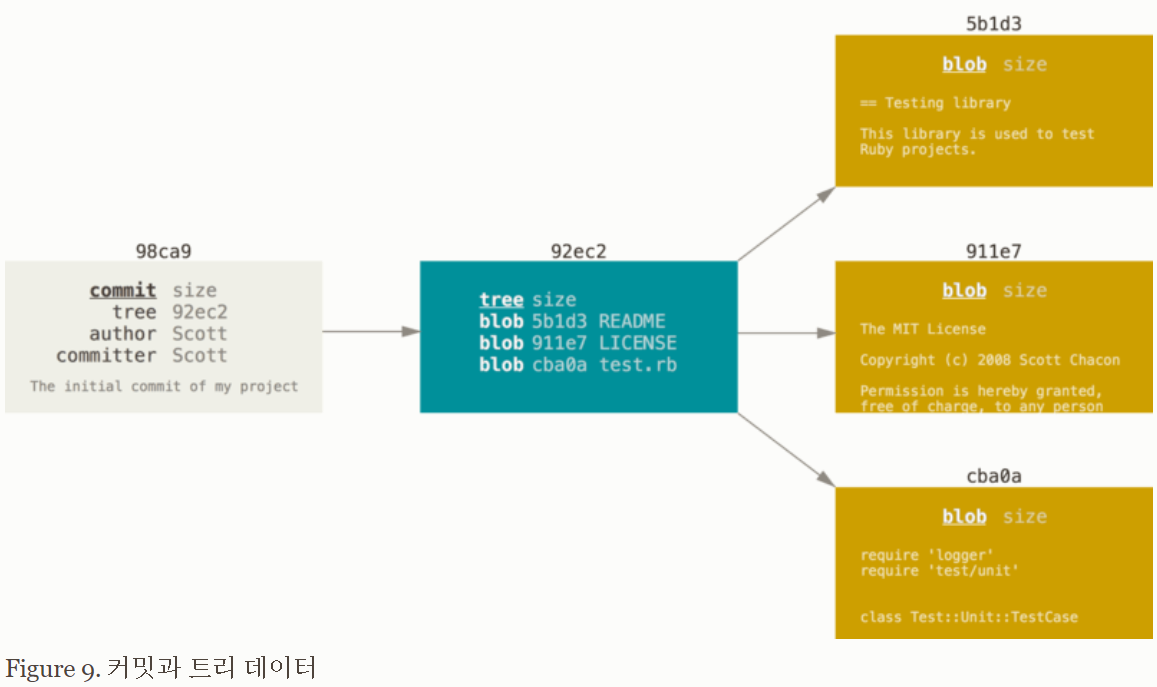 98ca9
commit size
tree 92ec2
author Scott
committer Scott
The initial commit of my project
92ec2
tree size
blob 5b1d3 README
blob 911e7 LICENSE
blob cba0a test.rb
5b1d3
blob size
== Testing library
This library is used to test
Ruby projects.
911e7
blob size
The MIT License
Copyright (c) 2008 Scott Chacon
Permission is hereby granted,
free of charge, to any person
cba0a
blob size
require 'logger'
require 'test/unit'
class Test::Unit::TestCase
Figure 9. 커밋과 트리 데이터